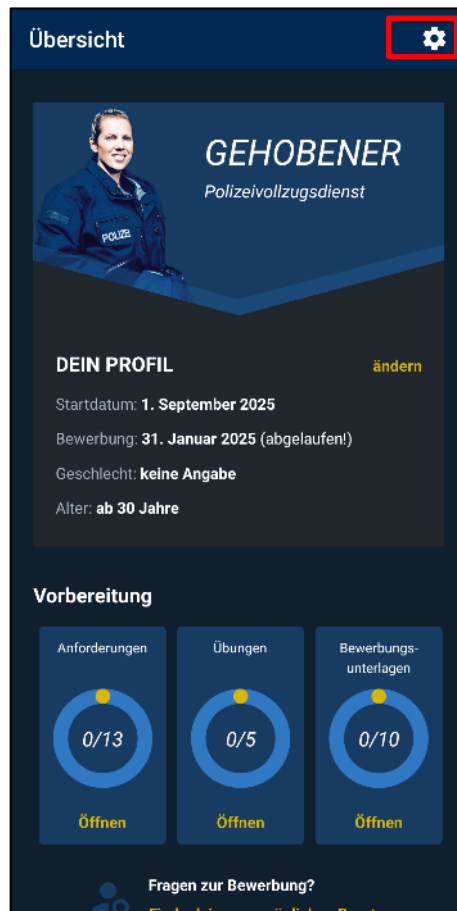 Übersicht
GEHOBENER
Polizeivollzugsdienst
POLIZEI
DEIN PROFIL
ändern
Startdatum: 1. September 2025
Bewerbung: 31. Januar 2025 (abgelaufen!)
Geschlecht: keine Angabe
Alter: ab 30 Jahre
Vorbereitung
Anforderungen
0/13
Öffnen
Übungen
0/5
Öffnen
Bewerbungs-
unterlagen
0/10
Öffnen
Fragen zur Bewerbung?